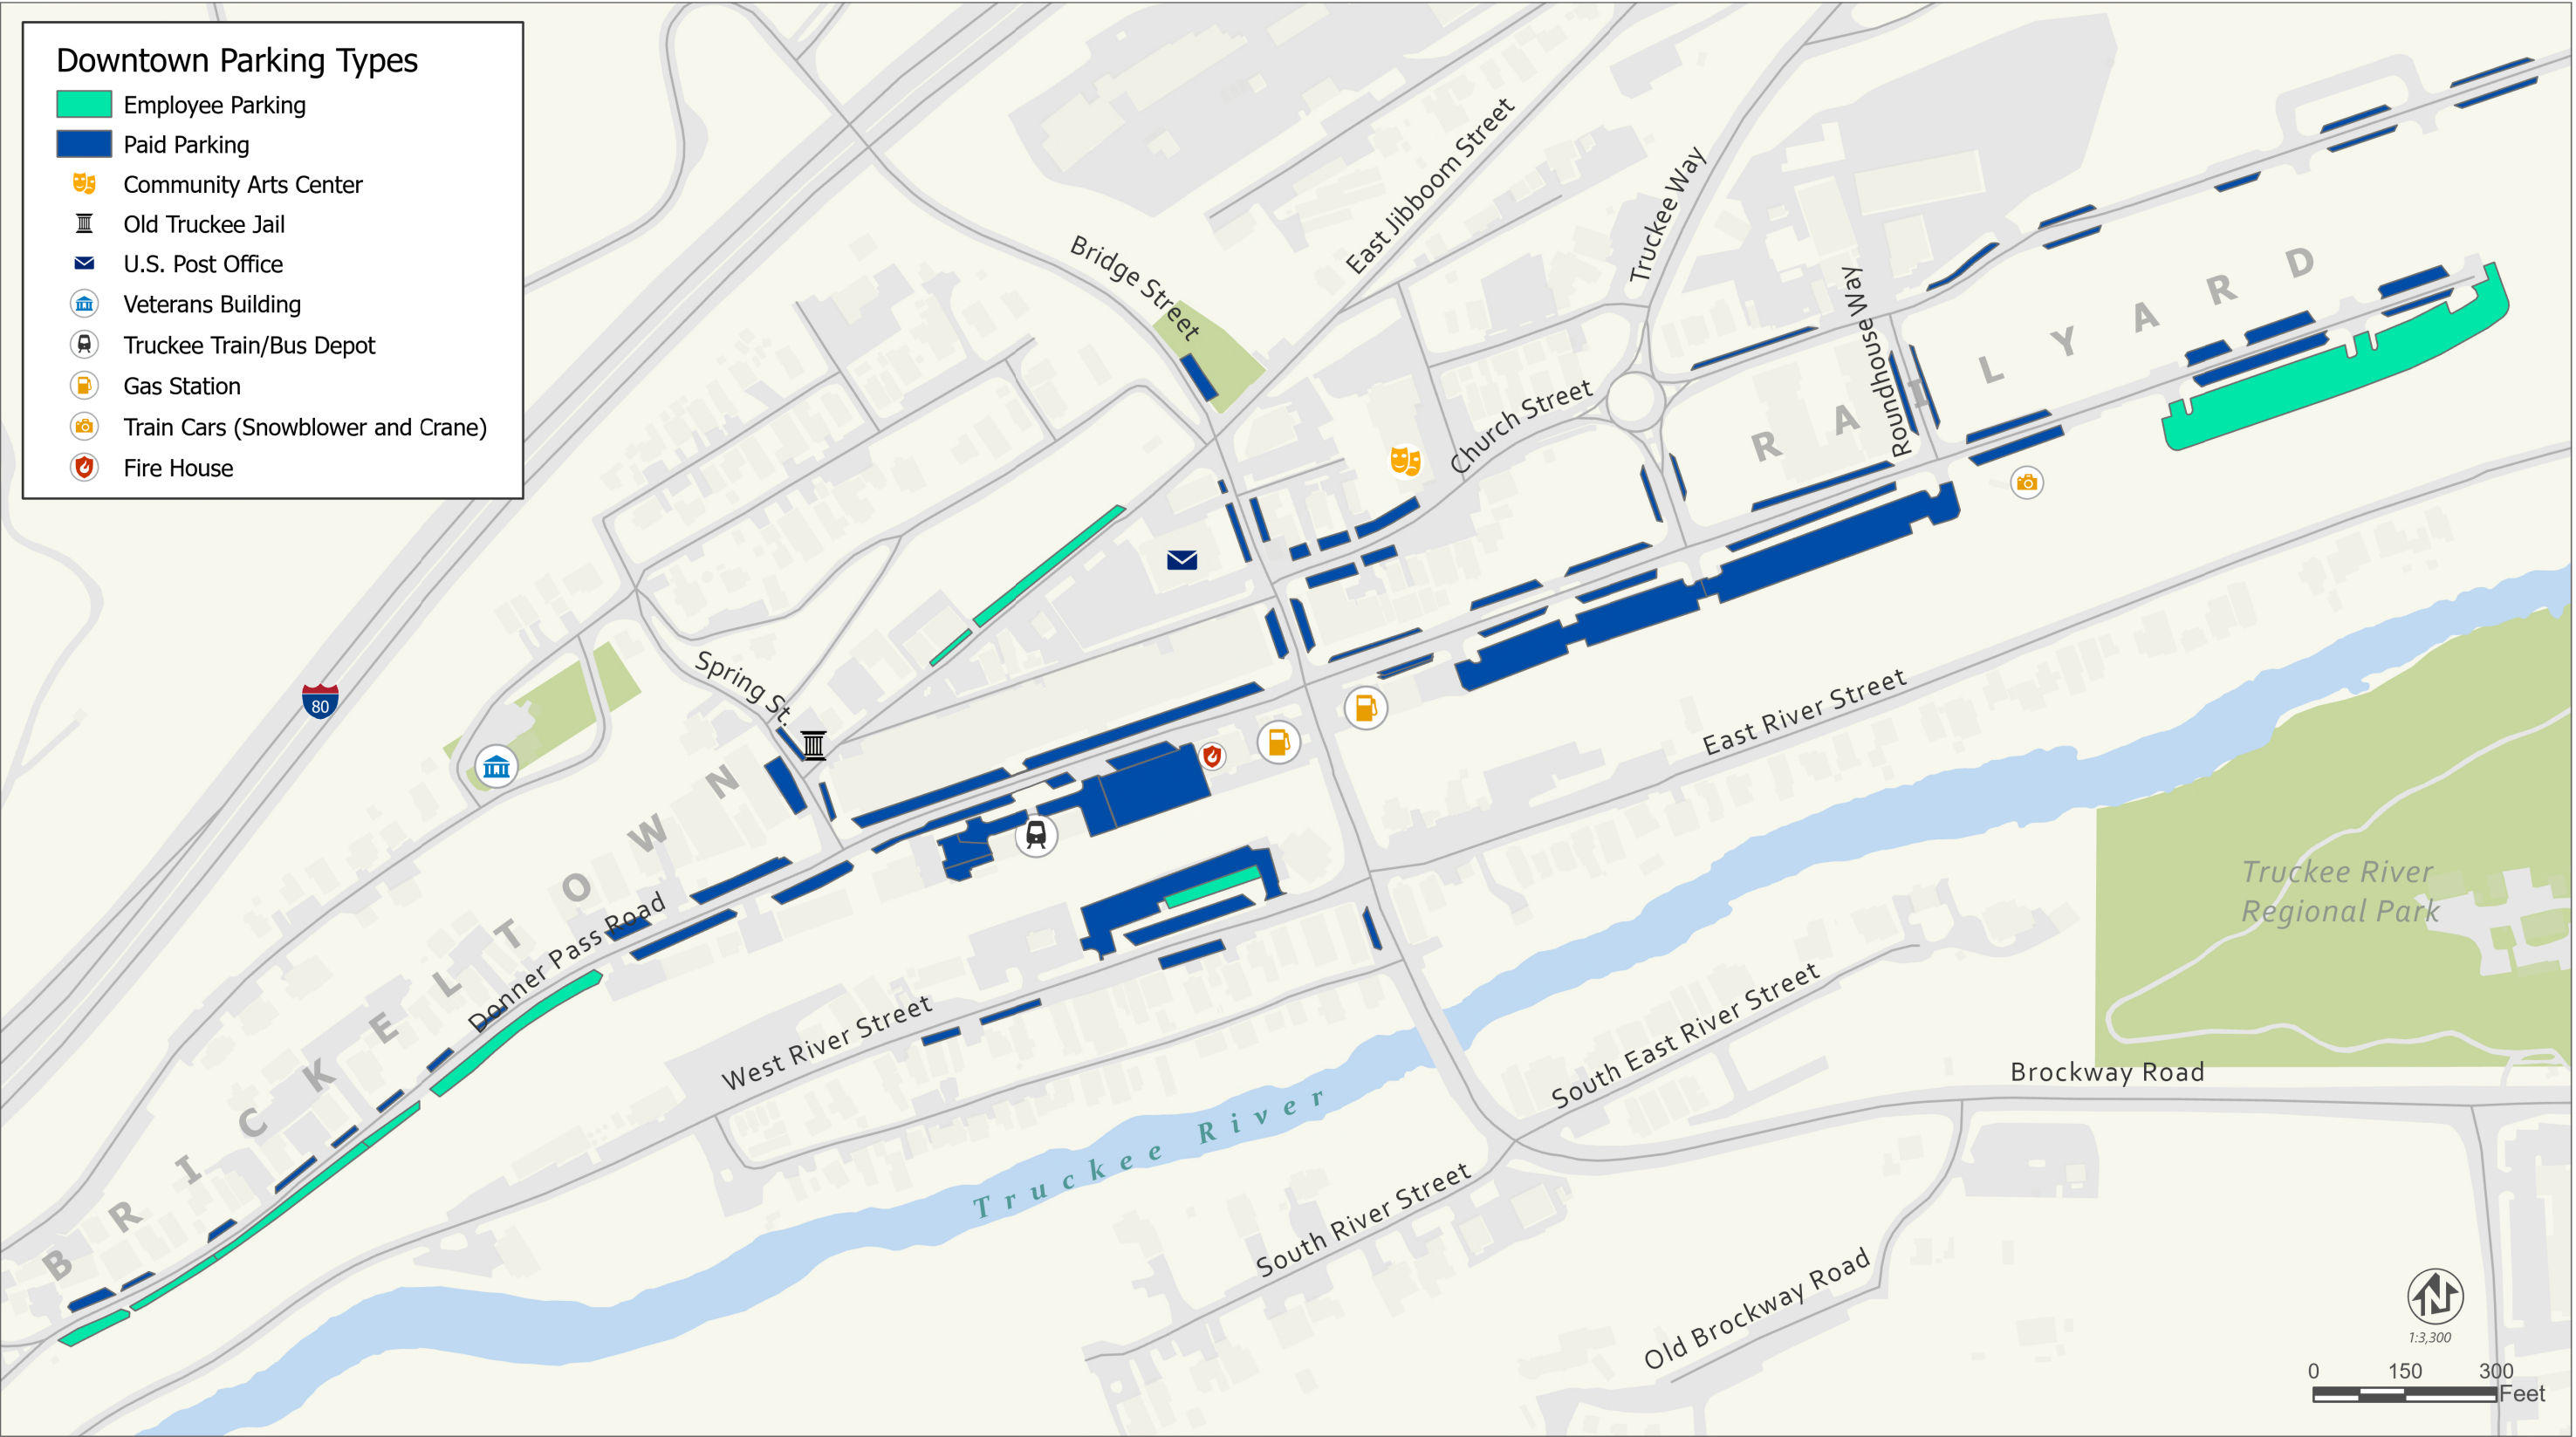 Downtown Parking Types
Employee Parking
Paid Parking
Community Arts Center
Old Truckee Jail
U.S. Post Office
Veterans Building
Truckee Train/Bus Depot
Gas Station
Train Cars (Snowblower and Crane)
Fire House
East Jibboom Street
Truckee Way
Bridge Street
Roundhouse Way
Church Street
RAILYARD
Spring St.
80
East River Street
BRICKELTOWN
Donner Pass Road
Truckee River
Regional Park
West River Street
South East River Street
Brockway Road
Truckee River
South River Street
Old Brockway Road
N
1:3,300
0 150 300
Feet